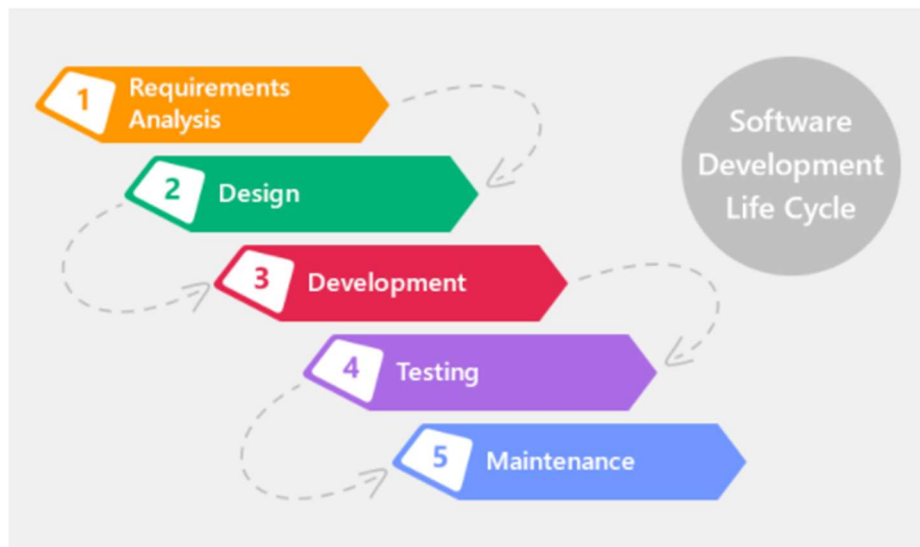 1
Requirements
Analysis
2
Design
3
Development
4
Testing
5
Maintenance
Software
Development
Life Cycle